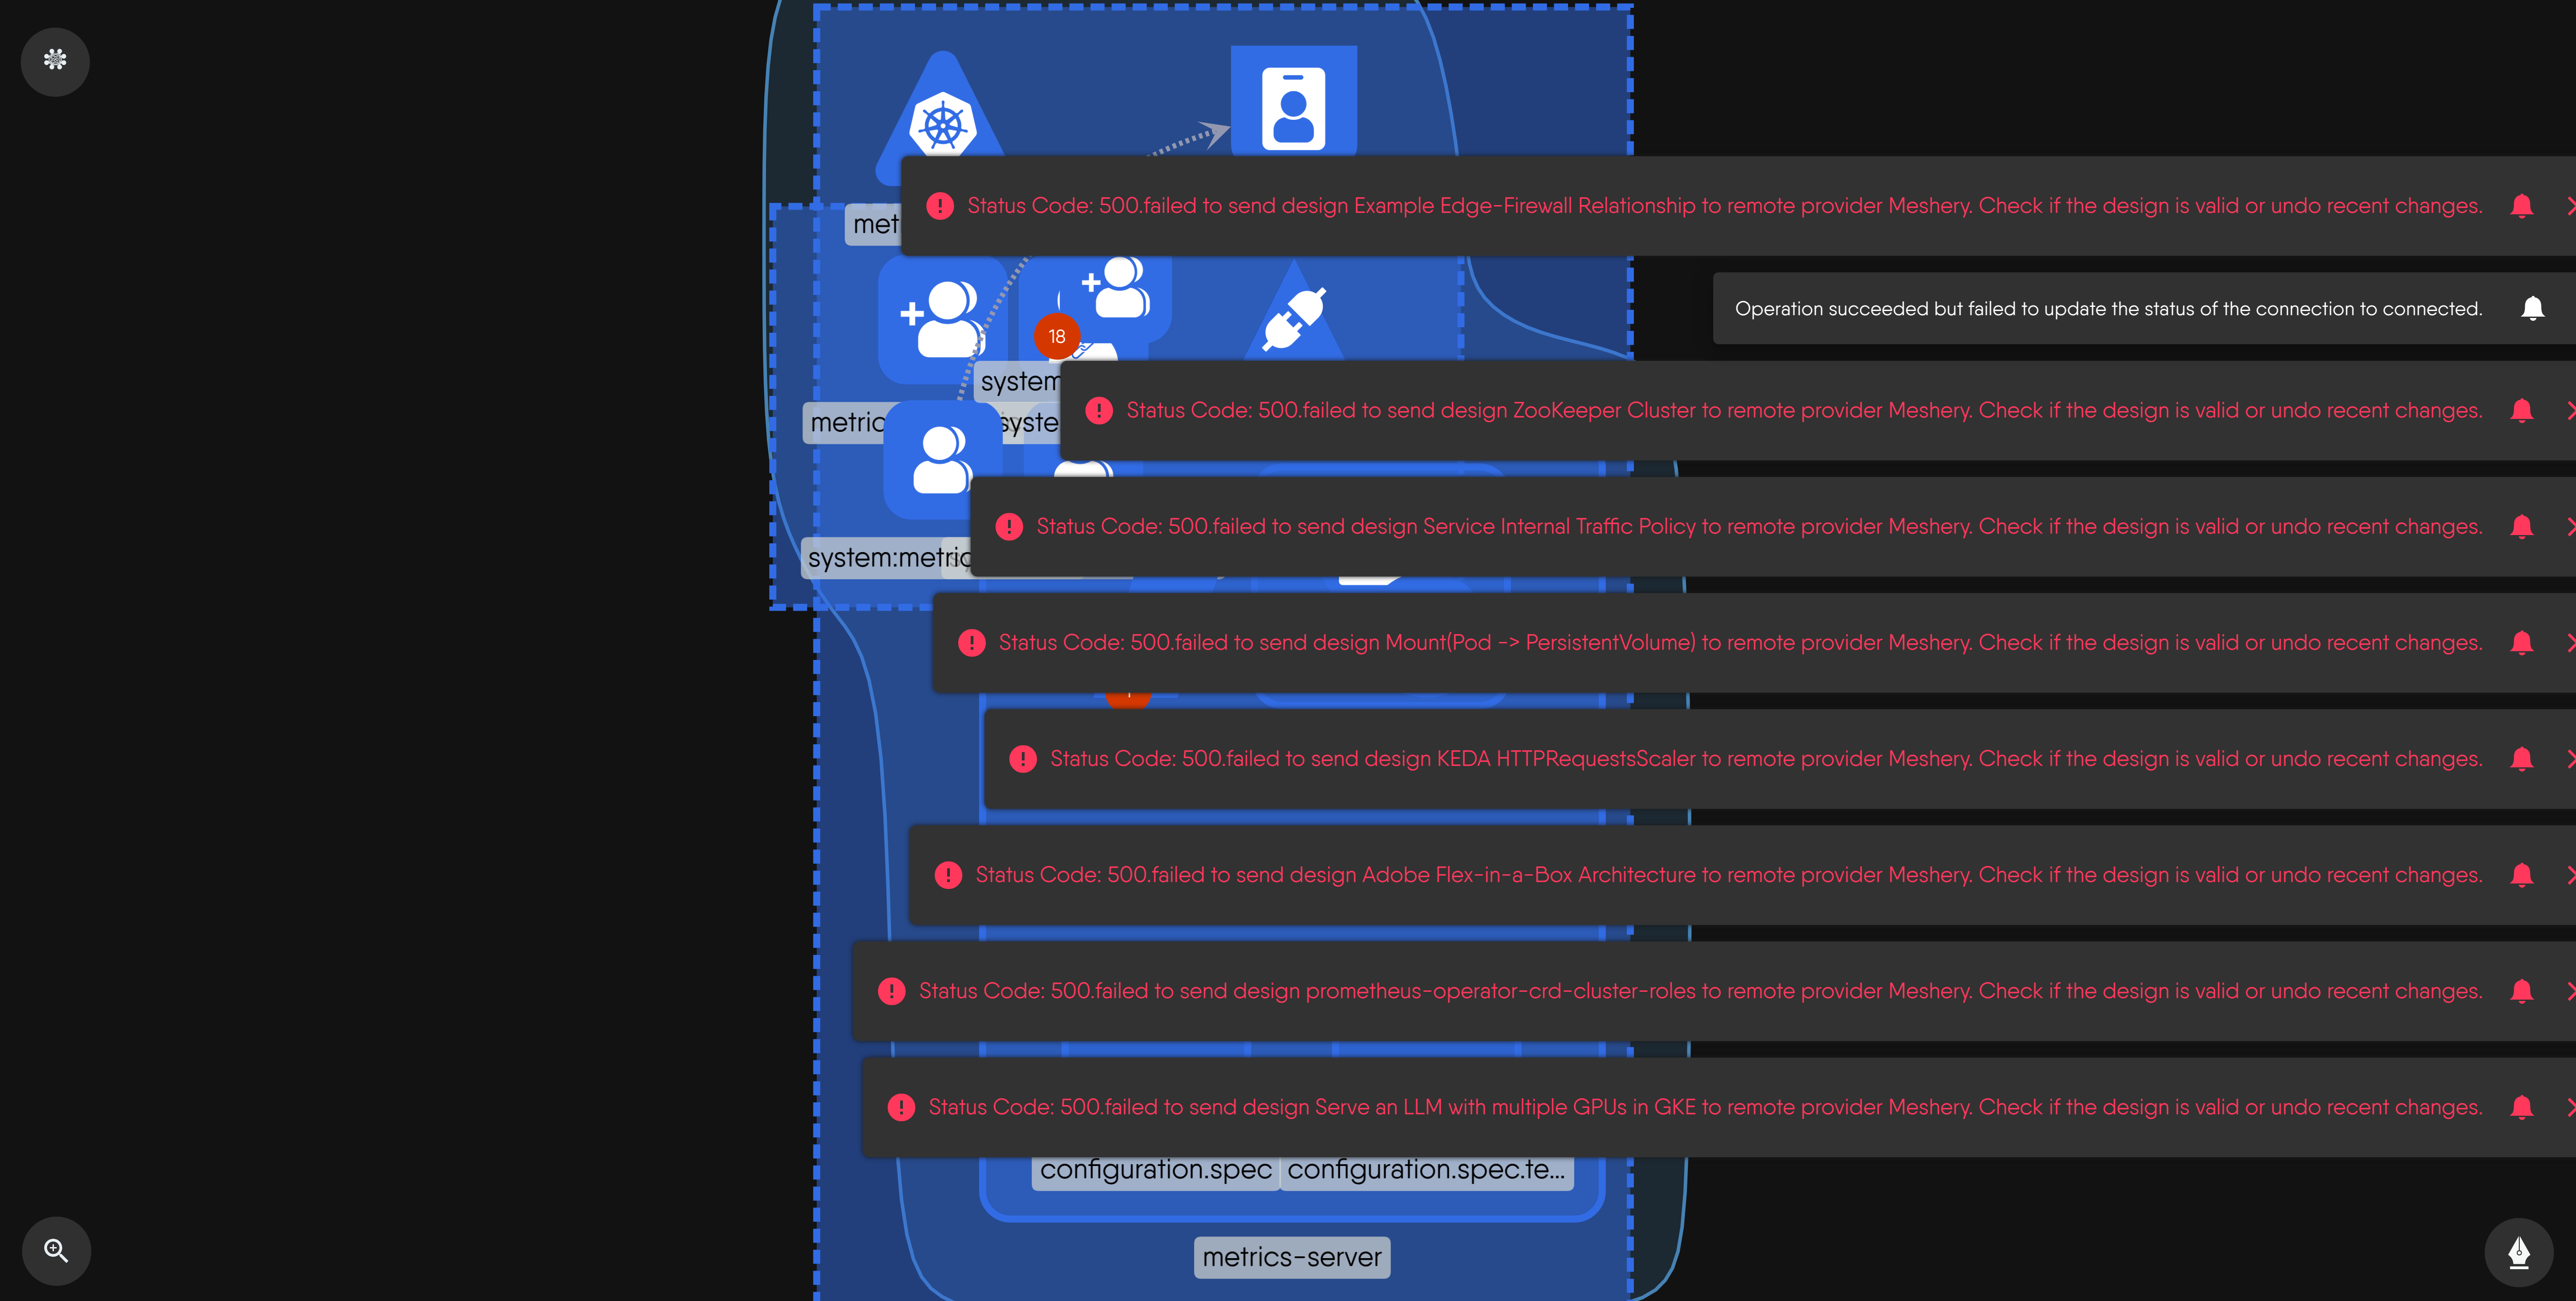 met
Status Code: 500.failed to send design Example Edge-Firewall Relationship to remote provider Meshery. Check if the design is valid or undo recent changes.
Operation succeeded but failed to update the status of the connection to connected.
18
system
Status Code: 500.failed to send design ZooKeeper Cluster to remote provider Meshery. Check if the design is valid or undo recent changes.
metric
syste
Status Code: 500.failed to send design Service Internal Traffic Policy to remote provider Meshery. Check if the design is valid or undo recent changes.
system:metric
Status Code: 500.failed to send design Mount(Pod -> PersistentVolume) to remote provider Meshery. Check if the design is valid or undo recent changes.
Status Code: 500.failed to send design KEDA HTTPRequestsScaler to remote provider Meshery. Check if the design is valid or undo recent changes.
Status Code: 500.failed to send design Adobe Flex-in-a-Box Architecture to remote provider Meshery. Check if the design is valid or undo recent changes.
Status Code: 500.failed to send design prometheus-operator-crd-cluster-roles to remote provider Meshery. Check if the design is valid or undo recent changes.
Status Code: 500.failed to send design Serve an LLM with multiple GPUs in GKE to remote provider Meshery. Check if the design is valid or undo recent changes.
configuration.spec
configuration.spec.te...
metrics-server